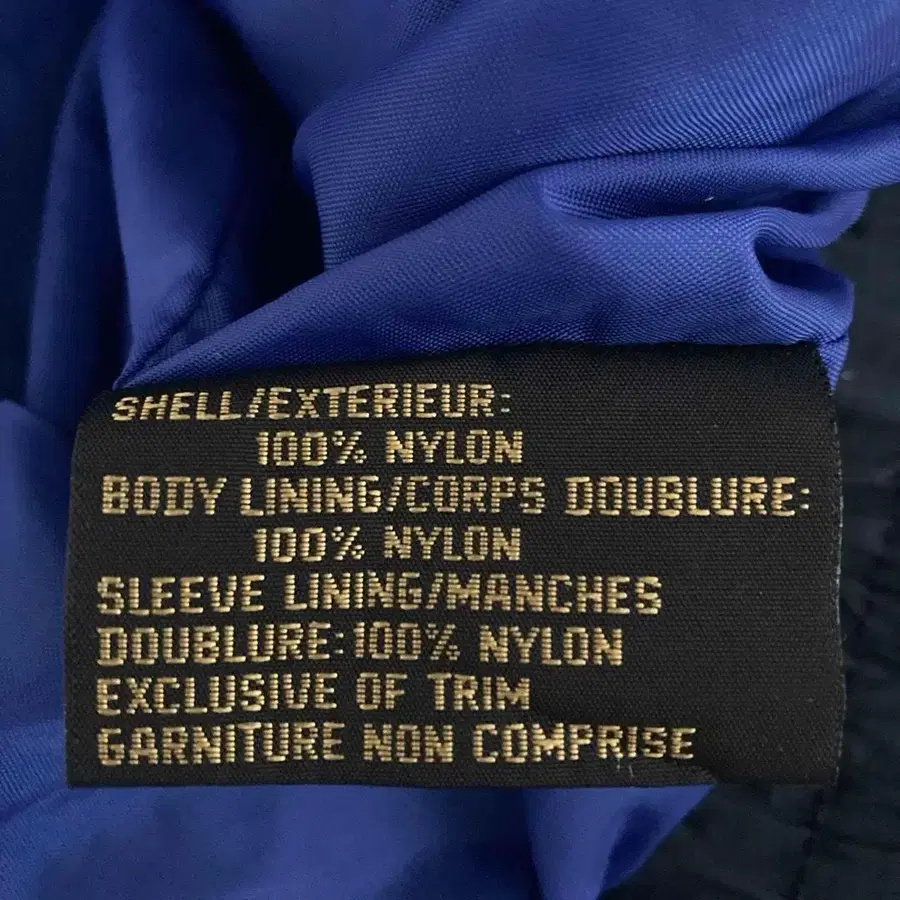 SHELL/EXTERIEUR:
100% NYLON
BODY LINING/CORPS DOUBLURE:
100% NYLON
SLEEVE LINING/MANCHES
DOUBLURE:100% NYLON
EXCLUSIVE OF TRIM
GARNITURE NON COMPRISE